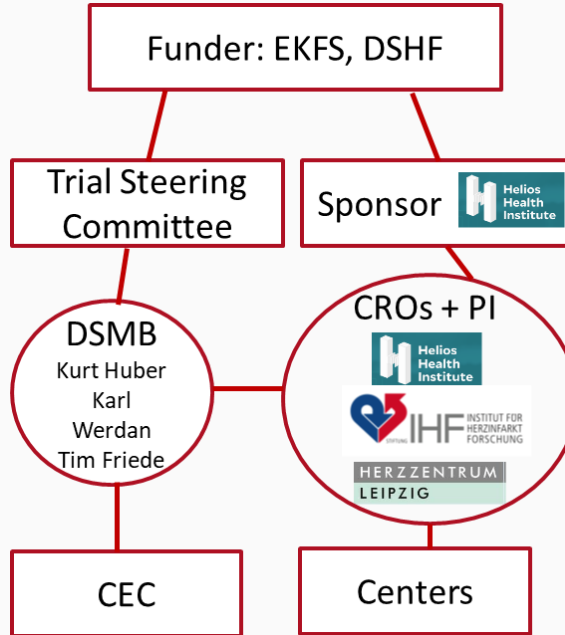 Funder: EKFS, DSHF
Trial Steering
Committee
Sponsor
Helios
Health
Institute
DSMB
Kurt Huber
Karl
Werdan
Tim Friede
CROs + PI
Helios
Health
Institute
STIFTUNG IHF INSTITUT FÜR
HERZINFARKT
FORSCHUNG
HERZZENTRUM
LEIPZIG
CEC
Centers